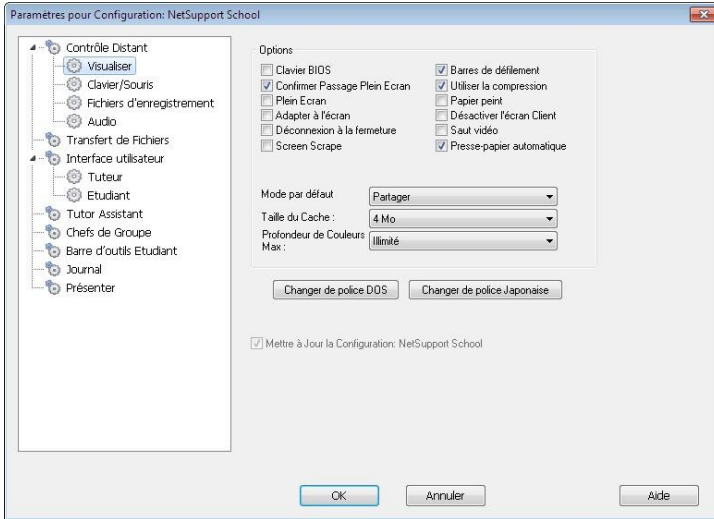 Paramètres pour Configuration: NetSupport School
Contrôle Distant
Visualiser
Clavier/Souris
Fichiers d'enregistrement
Audio
Transfert de Fichiers
Interface utilisateur
Tuteur
Etudiant
Tutor Assistant
Chefs de Groupe
Barre d'outils Etudiant
Journal
Présenter
Options
Clavier BIOS
Confirmer Passage Plein Ecran
Plein Ecran
Adapter à l'écran
Déconnexion à la fermeture
Screen Scrape
Barres de défilement
Utiliser la compression
Papier peint
Désactiver l'écran Client
Saut vidéo
Presse-papier automatique
Mode par défaut Partager
Taille du Cache : 4 Mo
Profondeur de Couleurs
Max : Illimité
Changer de police DOS Changer de police Japonaise
Mettre à Jour la Configuration: NetSupport School
OK Annuler Aide